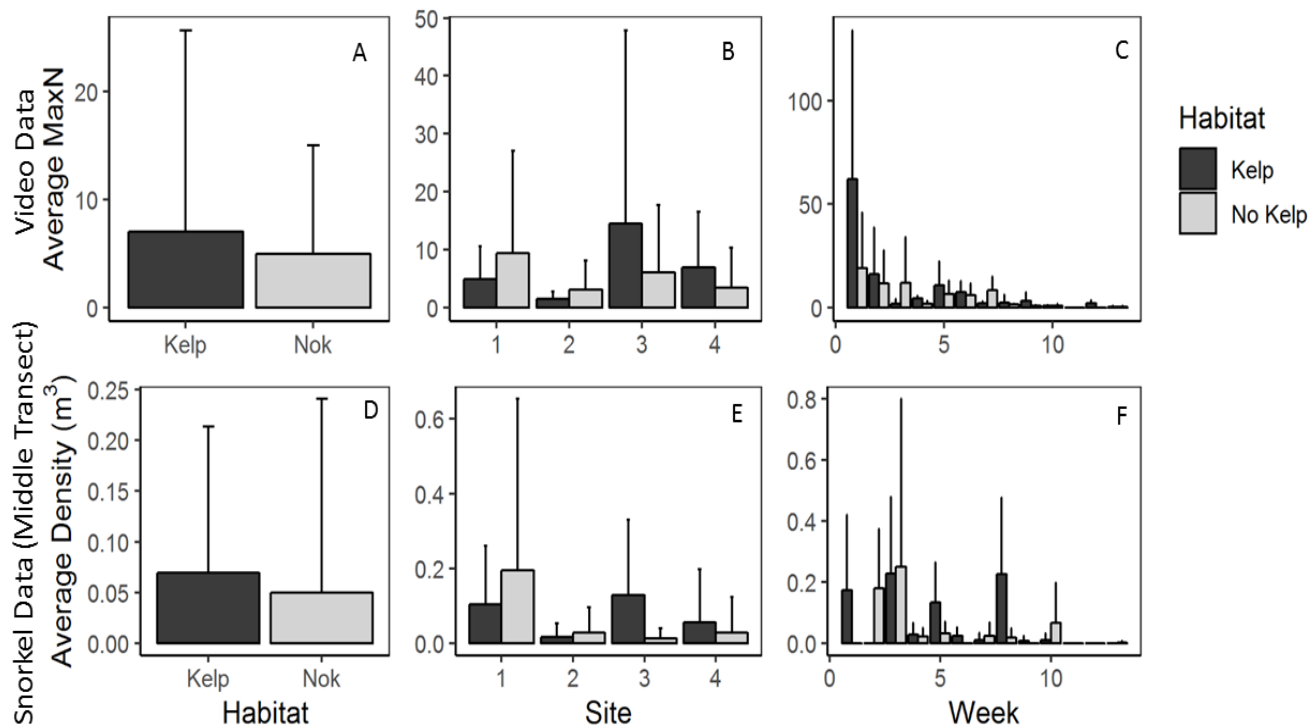 Video Data
Average MaxN
A
20
10
0
Kelp
Nok
B
50
40
30
20
10
0
1
2
3
4
C
100
50
0
0
5
10
Habitat
Kelp
No Kelp
Snorkel Data (Middle Transect)
Average Density (m³)
D
0.25
0.20
0.15
0.10
0.05
0.00
Kelp
Nok
Habitat
E
0.6
0.4
0.2
0.0
1
2
3
4
Site
F
0.8
0.6
0.4
0.2
0.0
0
5
10
Week